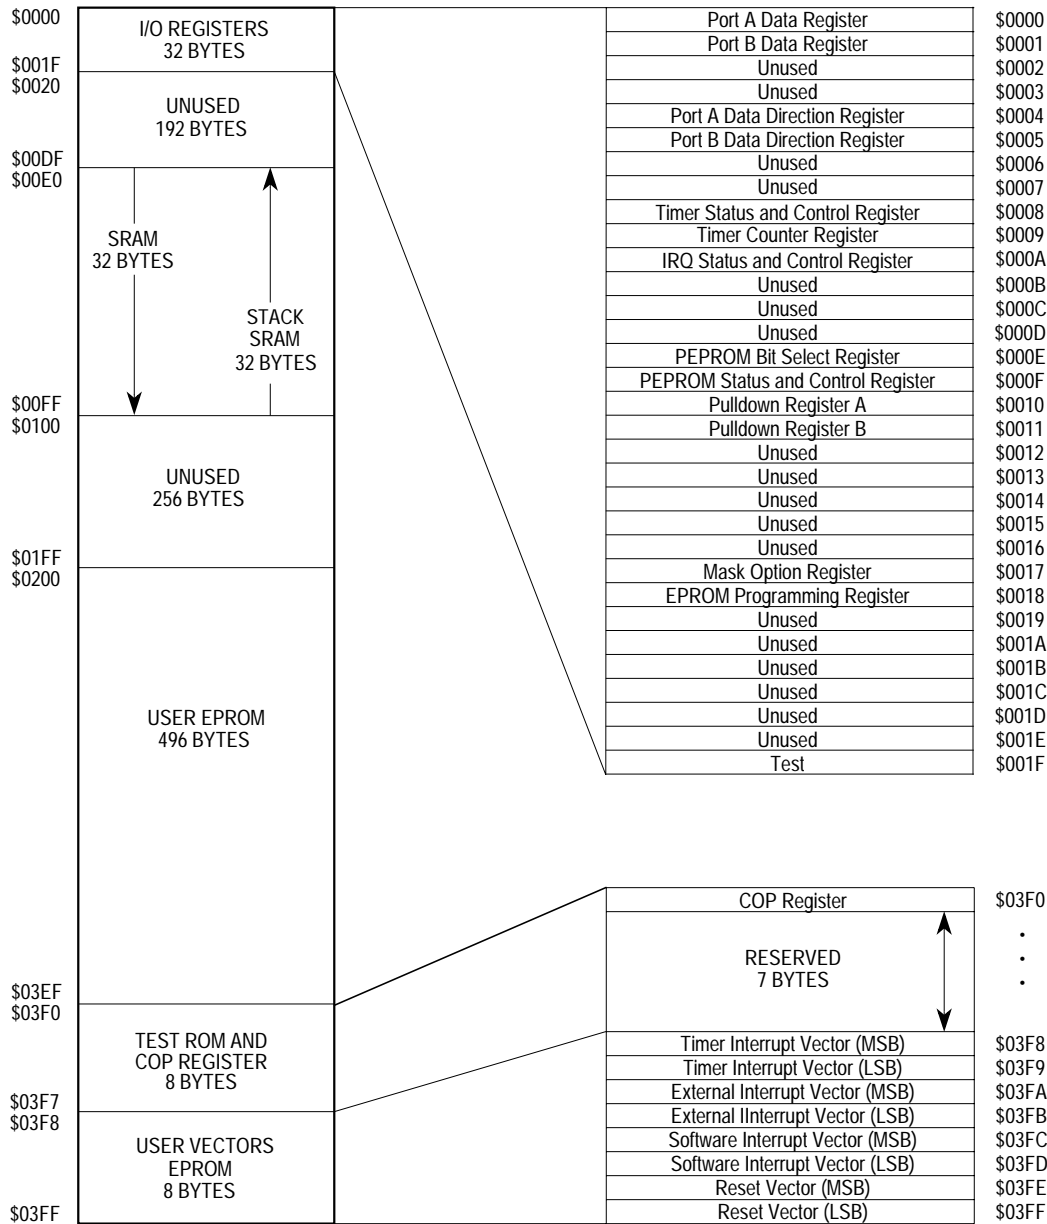 $0000
I/O REGISTERS
32 BYTES
$001F
$0020
UNUSED
192 BYTES
$00DF
$00E0
SRAM
32 BYTES
STACK
SRAM
32 BYTES
$00FF
$0100
UNUSED
256 BYTES
$01FF
$0200
USER EPROM
496 BYTES
$03EF
$03F0
TEST ROM AND
COP REGISTER
8 BYTES
$03F7
$03F8
USER VECTORS
EPROM
8 BYTES
$03FF
Port A Data Register $0000
Port B Data Register $0001
Unused $0002
Unused $0003
Port A Data Direction Register $0004
Port B Data Direction Register $0005
Unused $0006
Unused $0007
Timer Status and Control Register $0008
Timer Counter Register $0009
IRQ Status and Control Register $000A
Unused $000B
Unused $000C
Unused $000D
PEPROM Bit Select Register $000E
PEPROM Status and Control Register $000F
Pulldown Register A $0010
Pulldown Register B $0011
Unused $0012
Unused $0013
Unused $0014
Unused $0015
Unused $0016
Mask Option Register $0017
EPROM Programming Register $0018
Unused $0019
Unused $001A
Unused $001B
Unused $001C
Unused $001D
Unused $001E
Test $001F
COP Register $03F0
RESERVED
7 BYTES
Timer Interrupt Vector (MSB) $03F8
Timer Interrupt Vector (LSB) $03F9
External Interrupt Vector (MSB) $03FA
External IInterrupt Vector (LSB) $03FB
Software Interrupt Vector (MSB) $03FC
Software Interrupt Vector (LSB) $03FD
Reset Vector (MSB) $03FE
Reset Vector (LSB) $03FF